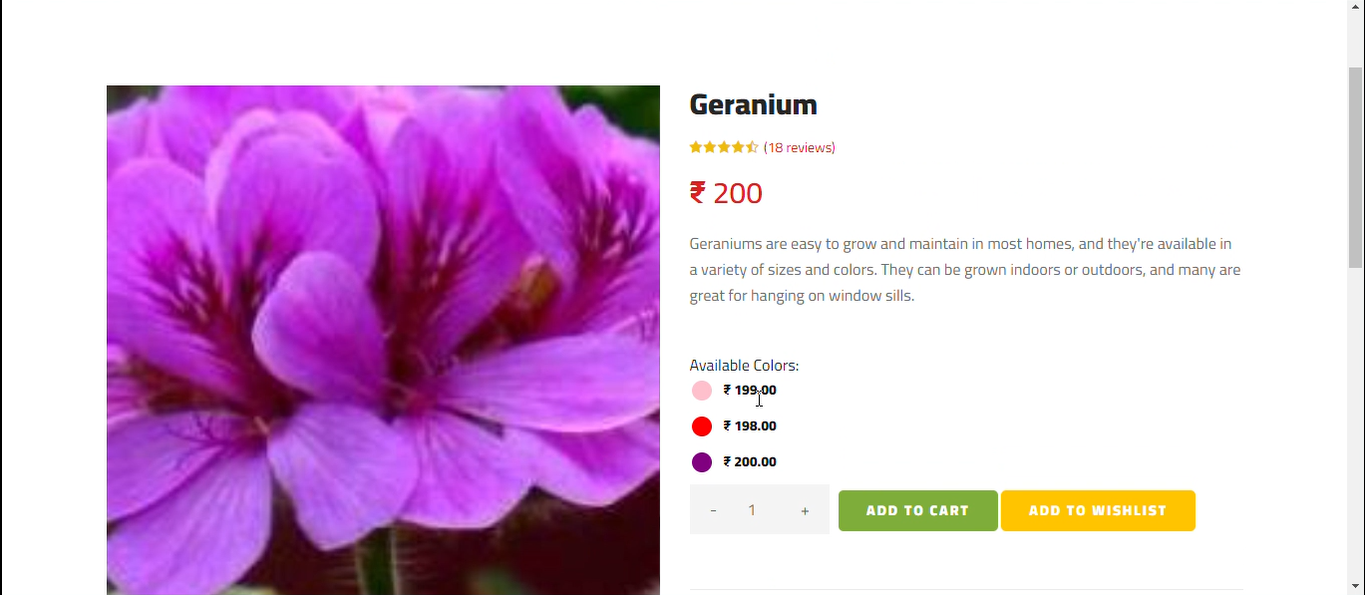 Geranium
(18 reviews)
₹ 200
Geraniums are easy to grow and maintain in most homes, and they're available in
a variety of sizes and colors. They can be grown indoors or outdoors, and many are
great for hanging on window sills.
Available Colors:
₹ 199.00
₹ 198.00
₹ 200.00
- 1 + ADD TO CART ADD TO WISHLIST